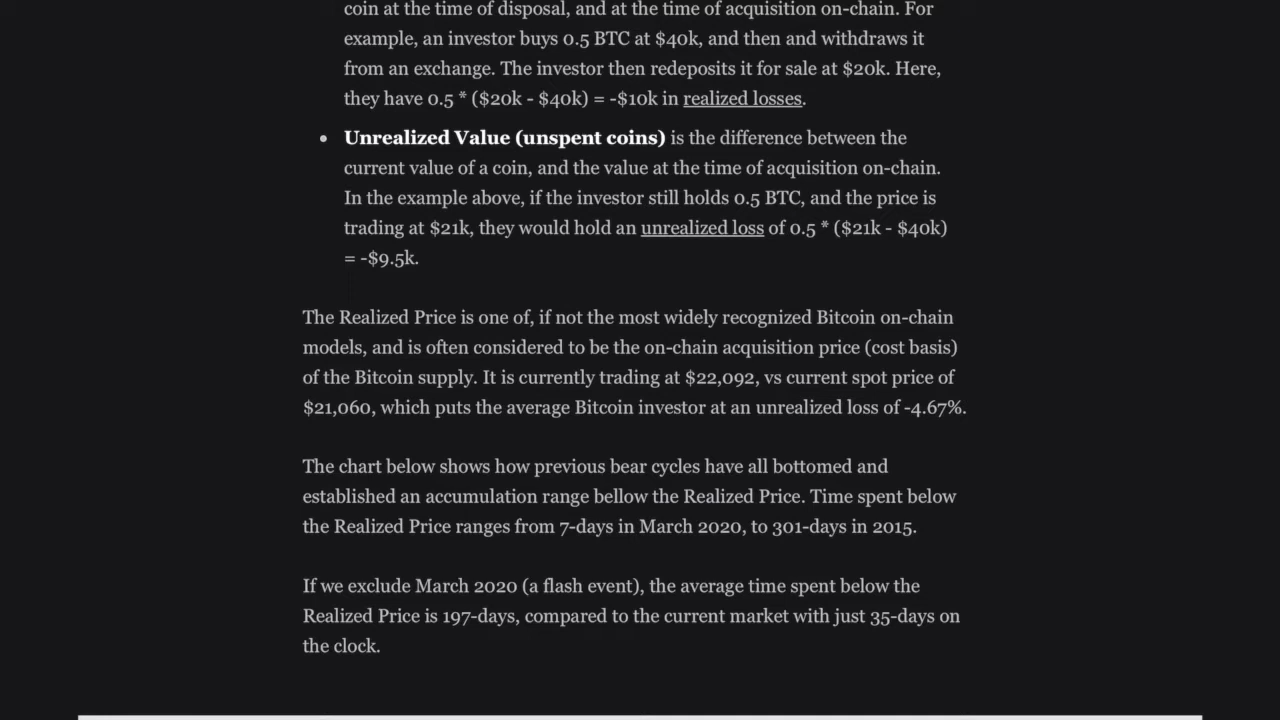 coin at the time of disposal, and at the time of acquisition on-chain. For
example, an investor buys 0.5 BTC at $40k, and then and withdraws it
from an exchange. The investor then redeposits it for sale at $20k. Here,
they have 0.5 * ($20k - $40k) = -$10k in realized losses.
• Unrealized Value (unspent coins) is the difference between the
current value of a coin, and the value at the time of acquisition on-chain.
In the example above, if the investor still holds 0.5 BTC, and the price is
trading at $21k, they would hold an unrealized loss of 0.5 * ($21k - $40k)
= -$9.5k.
The Realized Price is one of, if not the most widely recognized Bitcoin on-chain
models, and is often considered to be the on-chain acquisition price (cost basis)
of the Bitcoin supply. It is currently trading at $22,092, vs current spot price of
$21,060, which puts the average Bitcoin investor at an unrealized loss of -4.67%.
The chart below shows how previous bear cycles have all bottomed and
established an accumulation range bellow the Realized Price. Time spent below
the Realized Price ranges from 7-days in March 2020, to 301-days in 2015.
If we exclude March 2020 (a flash event), the average time spent below the
Realized Price is 197-days, compared to the current market with just 35-days on
the clock.